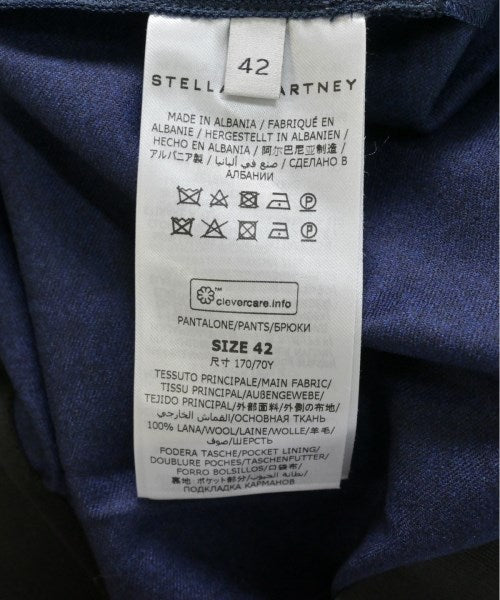 42
STELLA McCARTNEY
MADE IN ALBANIA / FABRIQUÉ EN
ALBANIE / HERGESTELLT IN ALBANIEN /
HECHO EN ALBANIA / 阿尔巴尼亚制造 /
アルバニア製 / صنع في ألبانيا / СДЕЛАНО В
АЛБАНИИ
P
P
TM
clevercare.info
PANTALONE/PANTS/БРЮКИ
SIZE 42
尺寸 170/70Y
TESSUTO PRINCIPALE/MAIN FABRIC/
TISSU PRINCIPAL/AUßENGEWEBE/
TEJIDO PRINCIPAL/外部面料/外側の布地/
القماش الخارجي/ОСНОВНАЯ ТКАНЬ
100% LANA/WOOL/LAINE/WOLLE/羊毛/
صوف/ШЕРСТЬ
FODERA TASCHE/POCKET LINING/
DOUBLURE POCHES/TASCHENFUTTER/
FORRO BOLSILLOS/口袋布/
裏地: ポケット部分/بطانة الجيوب/
ПОДКЛАДКА КАРМАНОВ